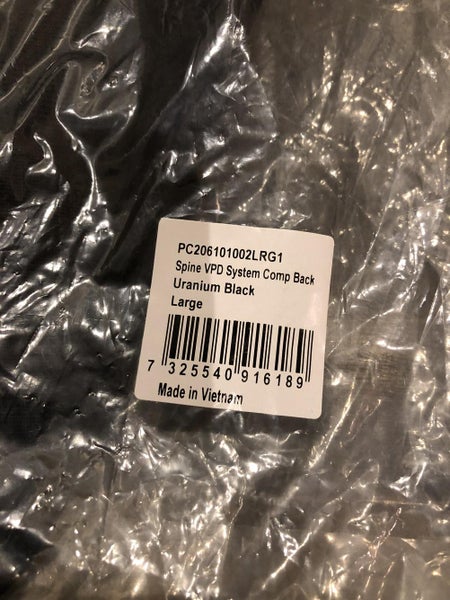 PC206101002LRG1
Spine VPD System Comp Back
Uranium Black
Large
7 325540 916189
Made in Vietnam